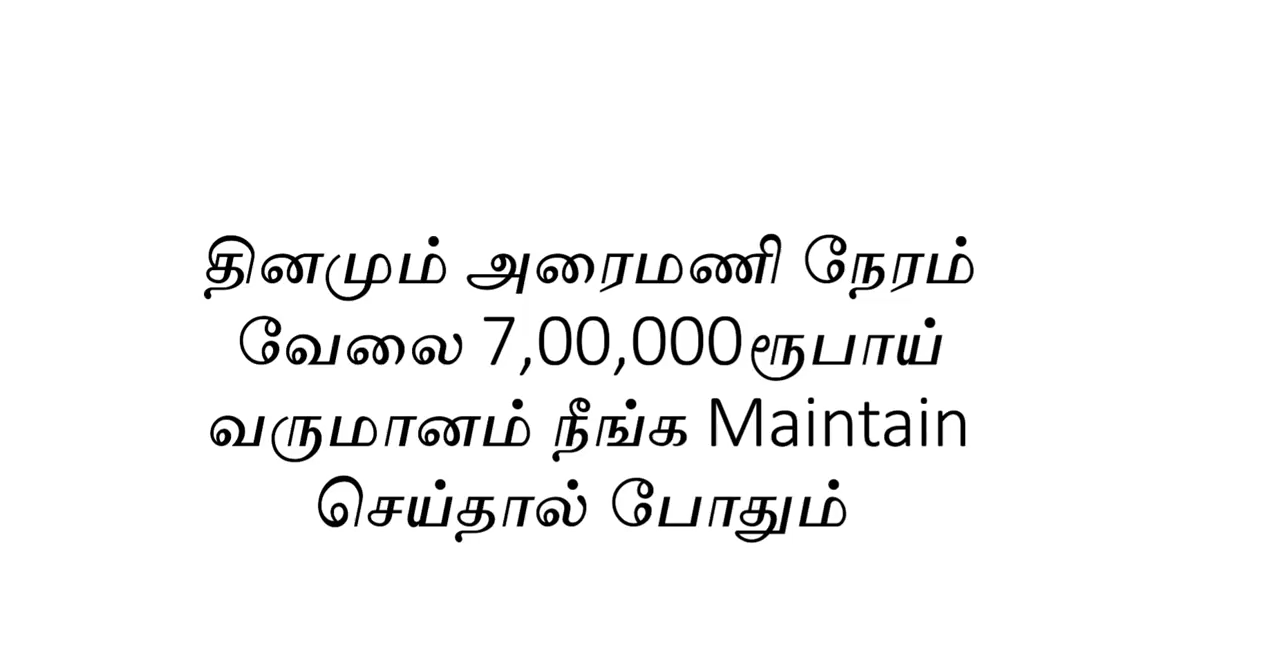 தினமும் அரைமணி நேரம்
வேலை 7,00,000ரூபாய்
வருமானம் நீங்க Maintain
செய்தால் போதும்